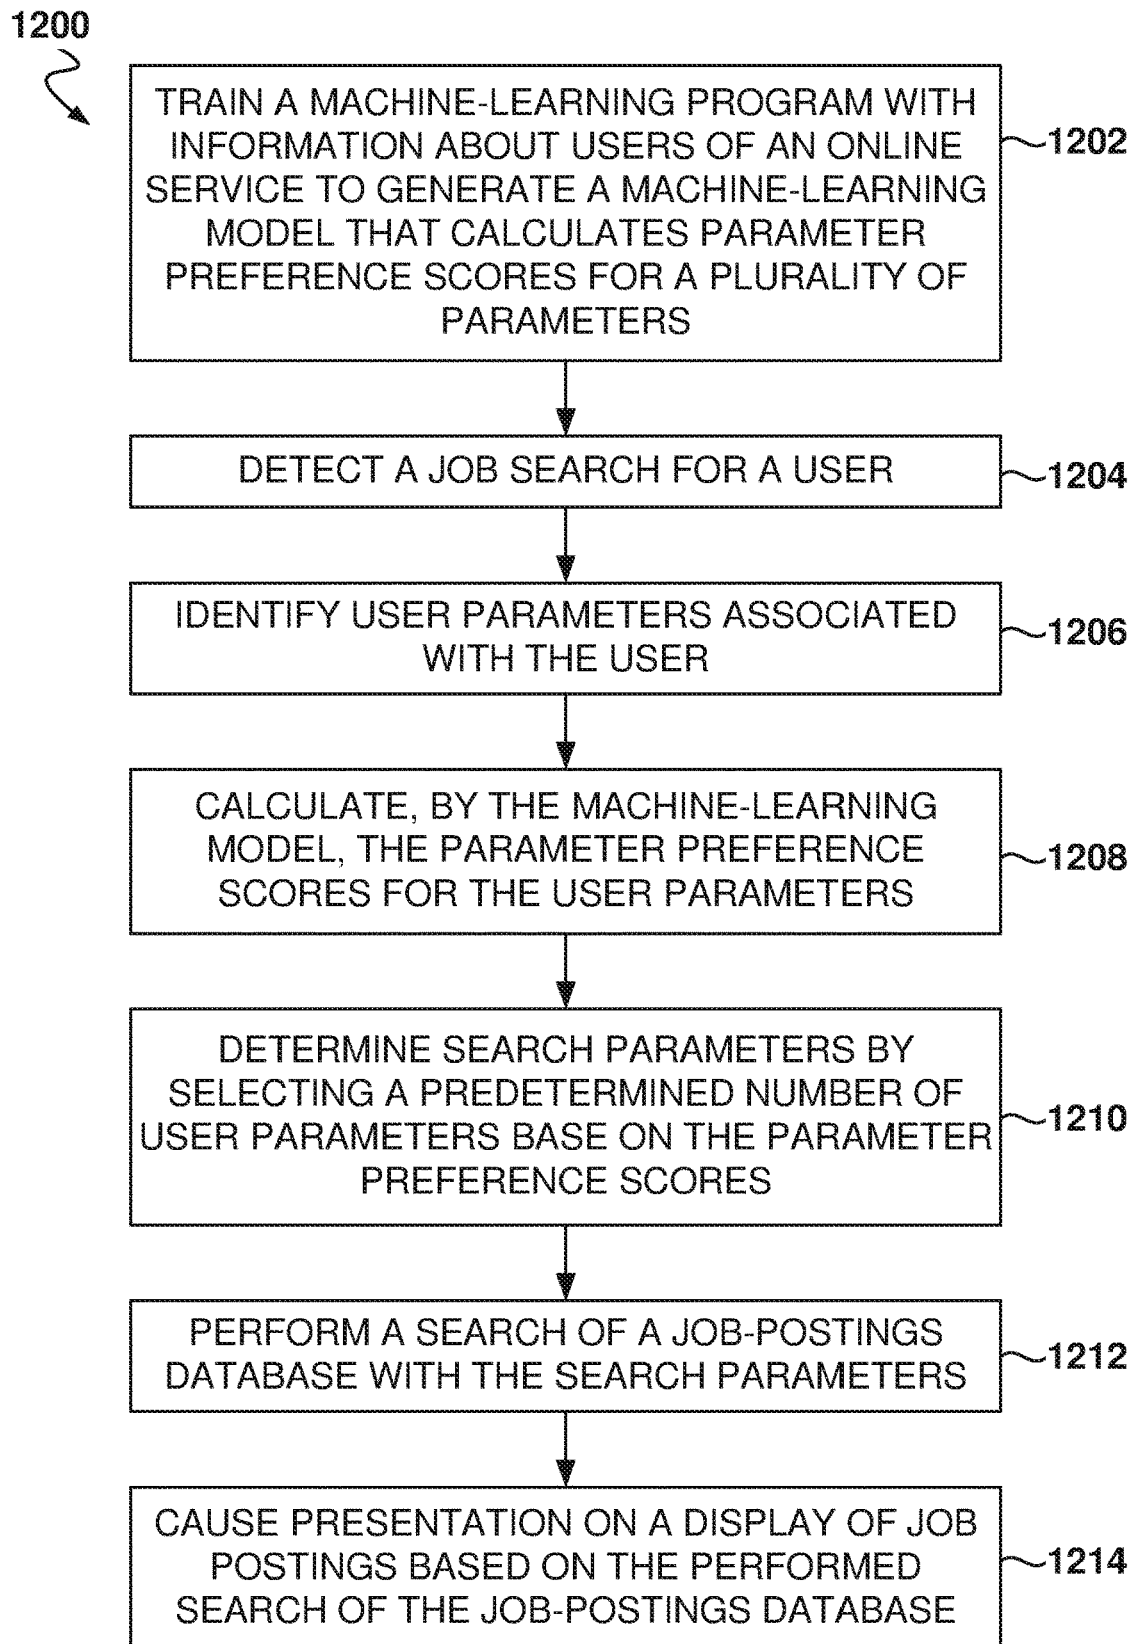 1200
TRAIN A MACHINE-LEARNING PROGRAM WITH
INFORMATION ABOUT USERS OF AN ONLINE
SERVICE TO GENERATE A MACHINE-LEARNING
MODEL THAT CALCULATES PARAMETER
PREFERENCE SCORES FOR A PLURALITY OF
PARAMETERS
1202
DETECT A JOB SEARCH FOR A USER
1204
IDENTIFY USER PARAMETERS ASSOCIATED
WITH THE USER
1206
CALCULATE, BY THE MACHINE-LEARNING
MODEL, THE PARAMETER PREFERENCE
SCORES FOR THE USER PARAMETERS
1208
DETERMINE SEARCH PARAMETERS BY
SELECTING A PREDETERMINED NUMBER OF
USER PARAMETERS BASE ON THE PARAMETER
PREFERENCE SCORES
1210
PERFORM A SEARCH OF A JOB-POSTINGS
DATABASE WITH THE SEARCH PARAMETERS
1212
CAUSE PRESENTATION ON A DISPLAY OF JOB
POSTINGS BASED ON THE PERFORMED
SEARCH OF THE JOB-POSTINGS DATABASE
1214